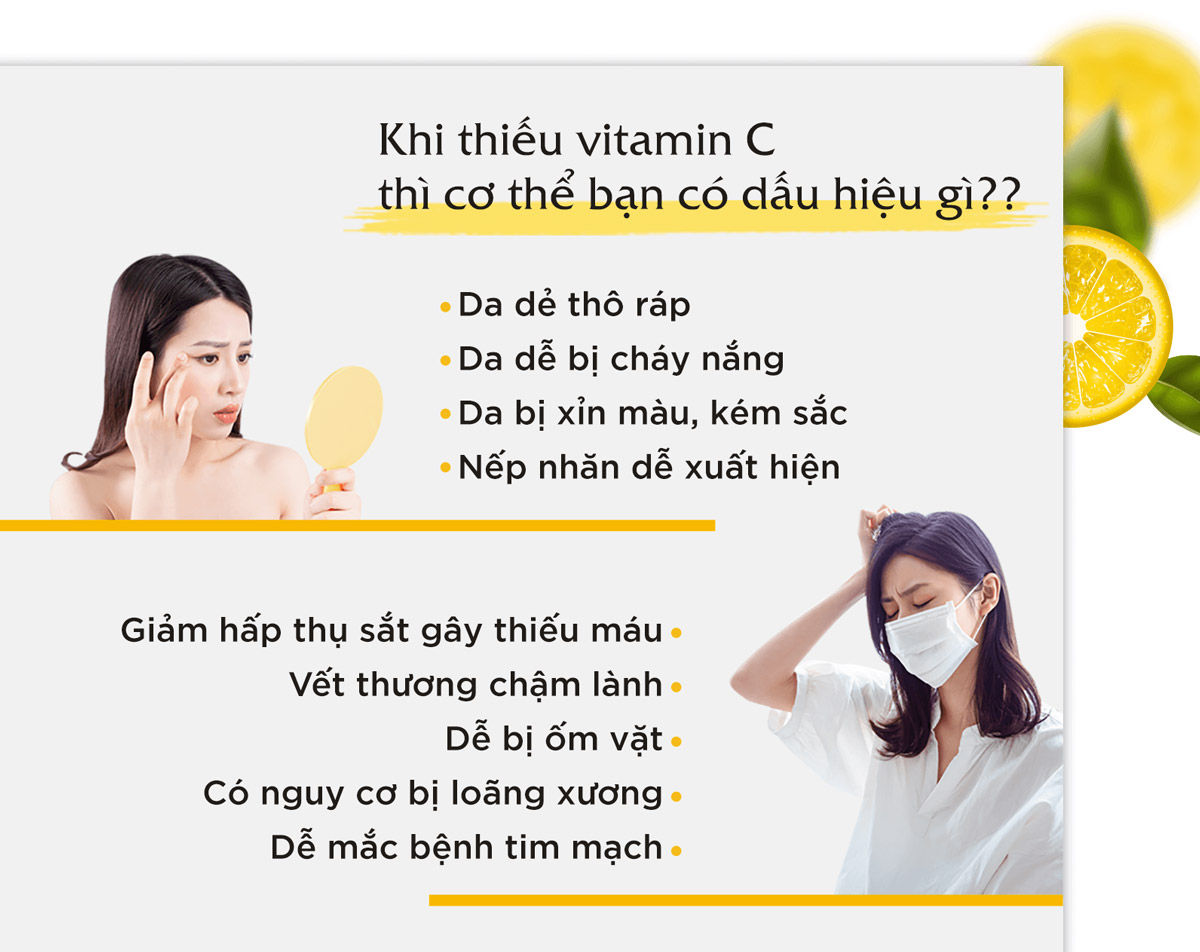 Khi thiếu vitamin C
thì cơ thể bạn có dấu hiệu gì??
• Da dẻ thô ráp
• Da dễ bị cháy nắng
• Da bị xỉn màu, kém sắc
• Nếp nhăn dễ xuất hiện
Giảm hấp thụ sắt gây thiếu máu •
Vết thương chậm lành •
Dễ bị ốm vặt •
Có nguy cơ bị loãng xương •
Dễ mắc bệnh tim mạch •